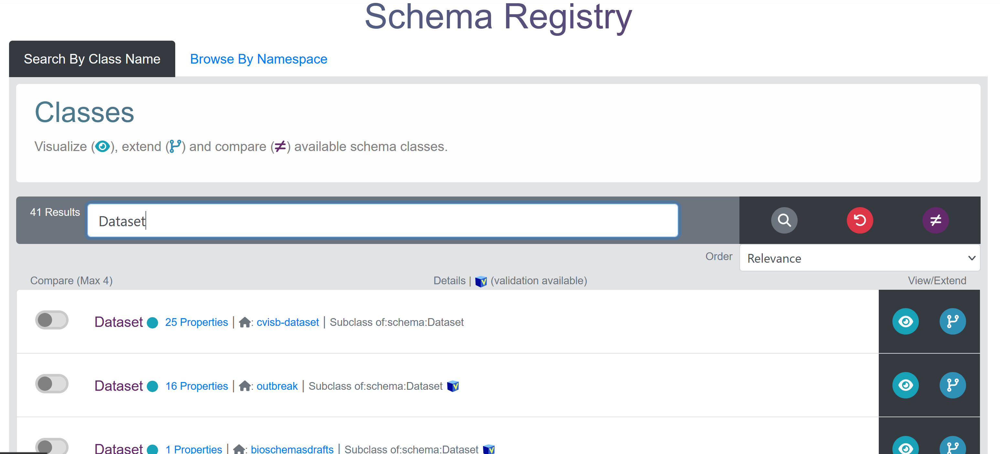 Schema Registry
Search By Class Name
Browse By Namespace
Classes
Visualize (), extend () and compare (≠) available schema classes.
41 Results
Dataset
≠
Order
Relevance
Compare (Max 4)
Details | (validation available)
View/Extend
Dataset 25 Properties | : cvisb-dataset | Subclass of:schema:Dataset
Dataset 16 Properties | : outbreak | Subclass of:schema:Dataset
Dataset 1 Properties | : bioschemasdrafts | Subclass of:schema:Dataset